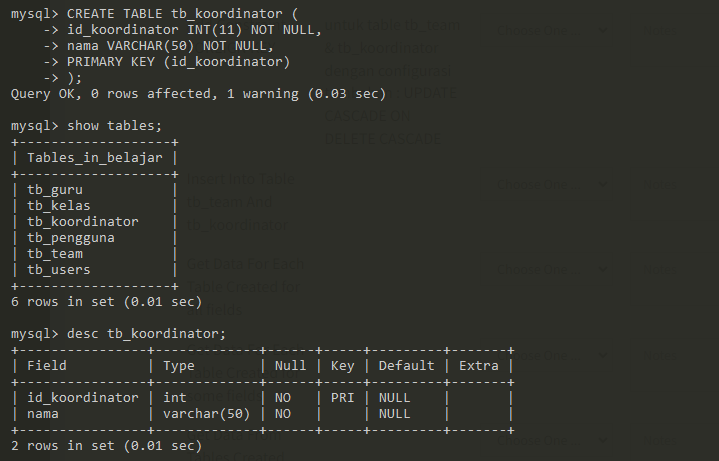 mysql> CREATE TABLE tb_koordinator (
    -> id_koordinator INT(11) NOT NULL,
    -> nama VARCHAR(50) NOT NULL,
    -> PRIMARY KEY (id_koordinator)
    -> );
Query OK, 0 rows affected, 1 warning (0.03 sec)

mysql> show tables;
+-------------------+
| Tables_in_belajar |
+-------------------+
| tb_guru           |
| tb_kelas          |
| tb_koordinator    |
| tb_pengguna       |
| tb_team           |
| tb_users          |
+-------------------+
6 rows in set (0.01 sec)

mysql> desc tb_koordinator;
+----------------+-------------+------+-----+---------+-------+
| Field          | Type        | Null | Key | Default | Extra |
+----------------+-------------+------+-----+---------+-------+
| id_koordinator | int         | NO   | PRI | NULL    |       |
| nama           | varchar(50) | NO   |     | NULL    |       |
+----------------+-------------+------+-----+---------+-------+
2 rows in set (0.01 sec)